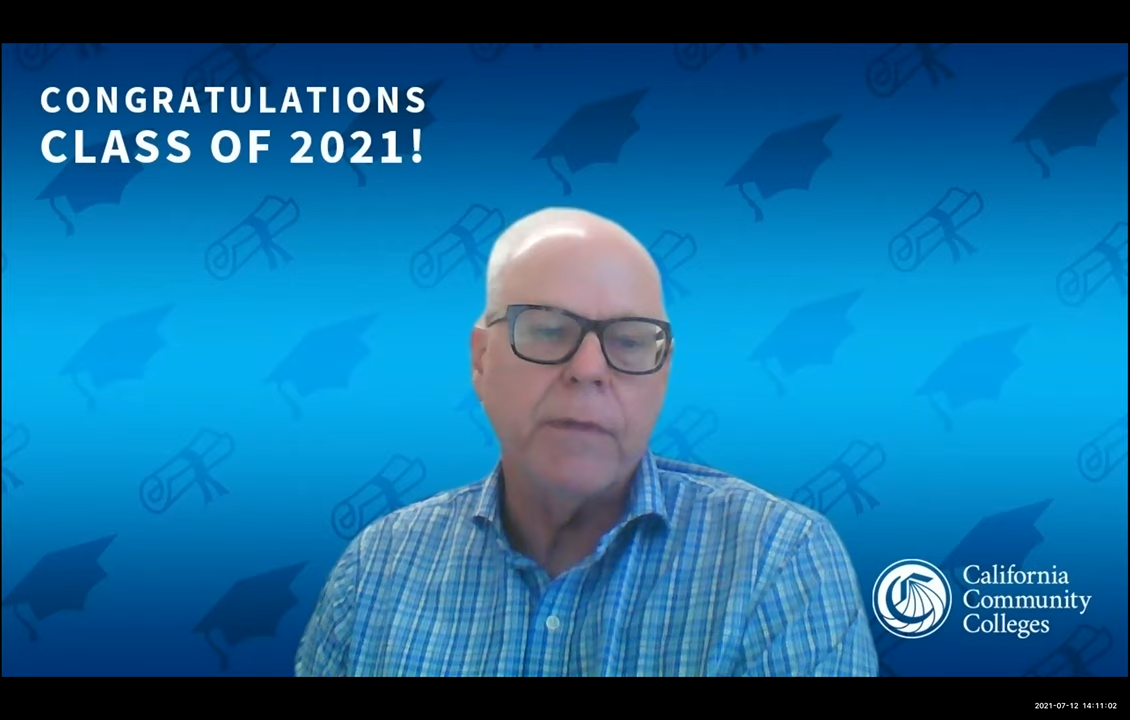 CONGRATULATIONS
CLASS OF 2021!
California
Community
Colleges
2021-07-12 14:11:02